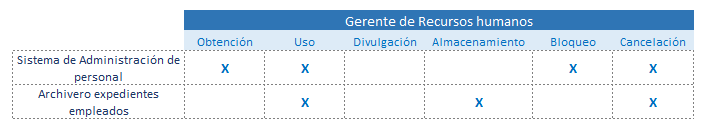 Gerente de Recursos humanos
Obtención Uso Divulgación Almacenamiento Bloqueo Cancelación
Sistema de Administración de
personal X X X X
Archivero expedientes
empleados X X X